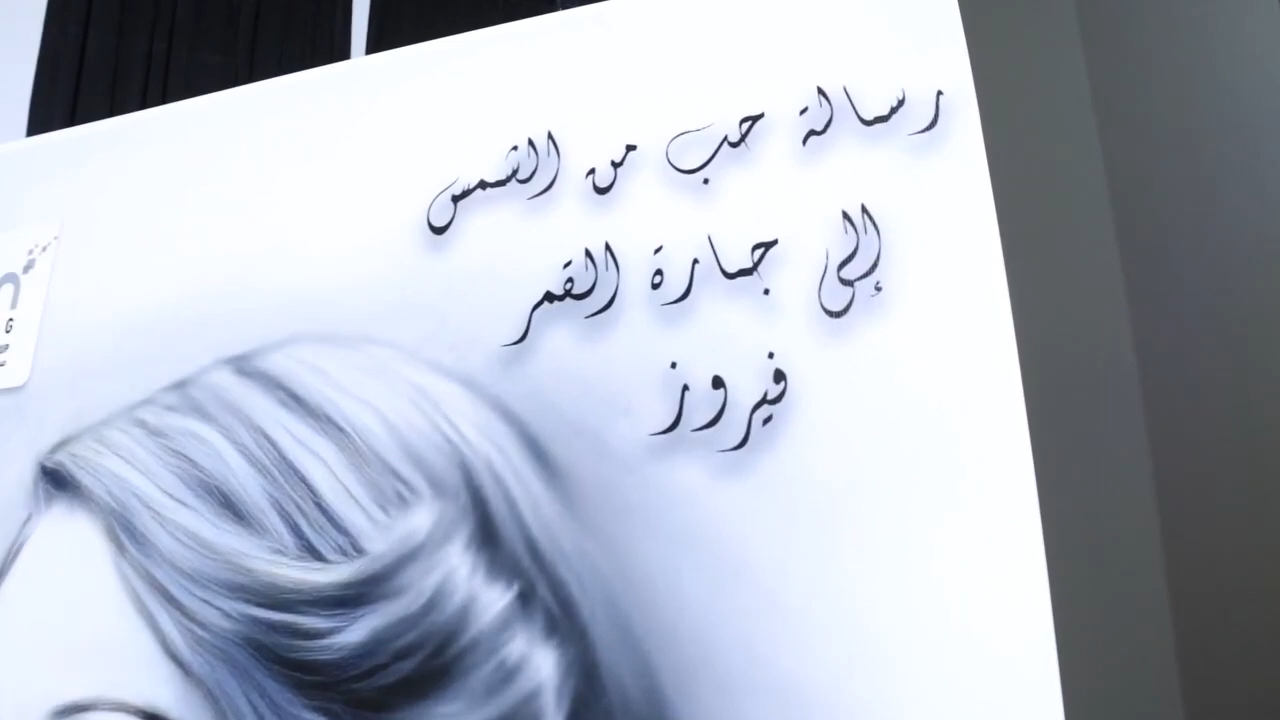 رسالة حب من الشمس
إلى جارة القمر
فيروز
G